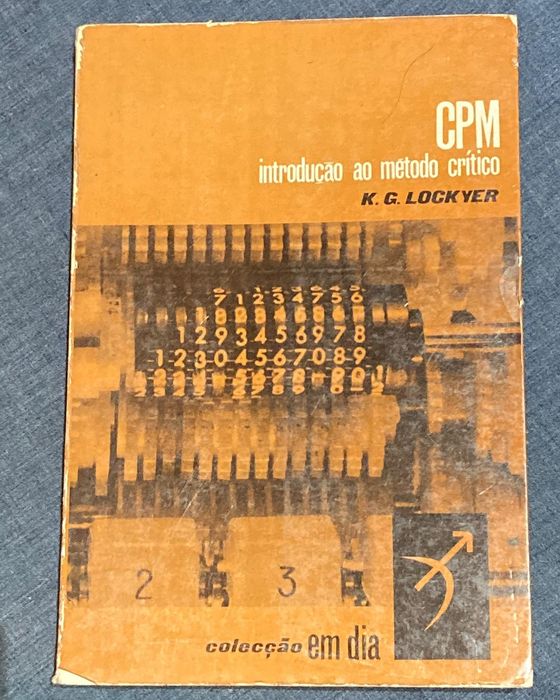 CPM
introdução ao método crítico
K. G. LOCKYER
7 1 2 3 4 7 5 6
1 2 9 3 4 5 6 9 7 8
1 2 3 0 4 5 6 7 0 8 9
2 3
colecção em dia